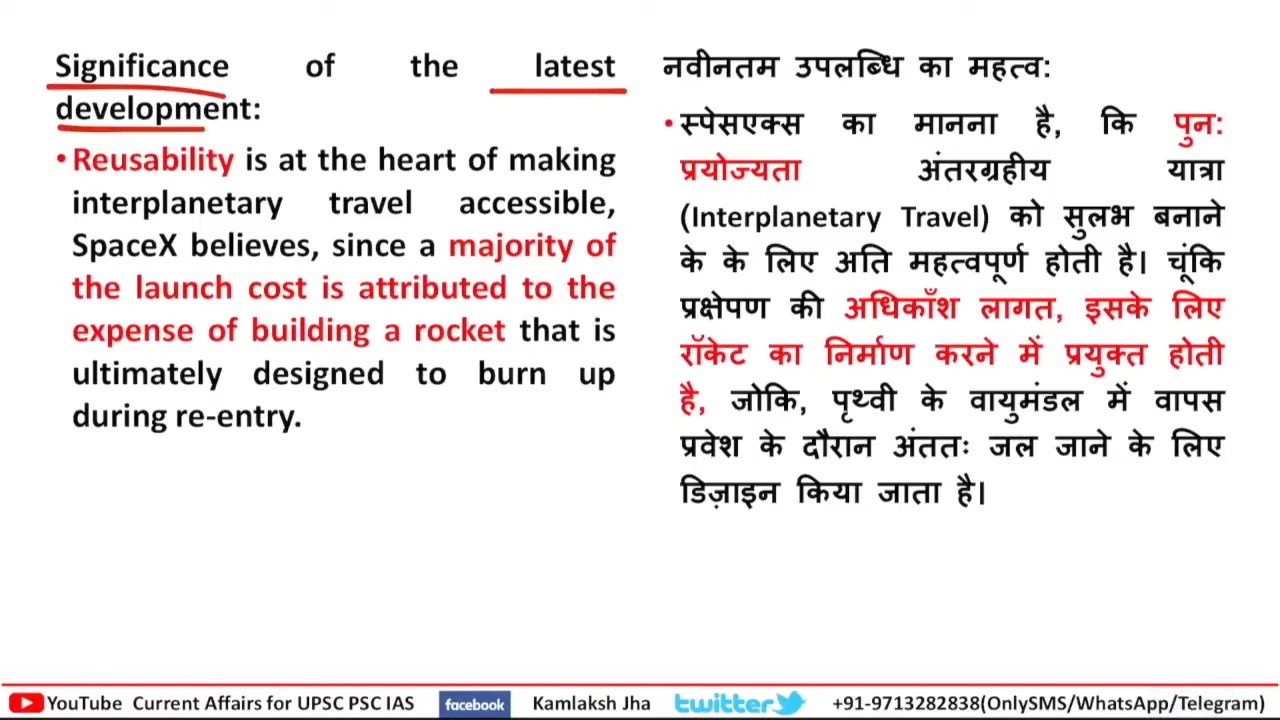 Significance of the latest
development:
• Reusability is at the heart of making
interplanetary travel accessible,
SpaceX believes, since a majority of
the launch cost is attributed to the
expense of building a rocket that is
ultimately designed to burn up
during re-entry.
नवीनतम उपलब्धि का महत्व:
• स्पेसएक्स का मानना है, कि पुन:
प्रयोज्यता अंतरग्रहीय यात्रा
(Interplanetary Travel) को सुलभ बनाने
के के लिए अति महत्वपूर्ण होती है। चूंकि
प्रक्षेपण की अधिकाँश लागत, इसके लिए
रॉकेट का निर्माण करने में प्रयुक्त होती
है, जोकि, पृथ्वी के वायुमंडल में वापस
प्रवेश के दौरान अंततः जल जाने के लिए
डिज़ाइन किया जाता है।
YouTube Current Affairs for UPSC PSC IAS facebook Kamlaksh Jha twitter +91-9713282838(OnlySMS/WhatsApp/Telegram)